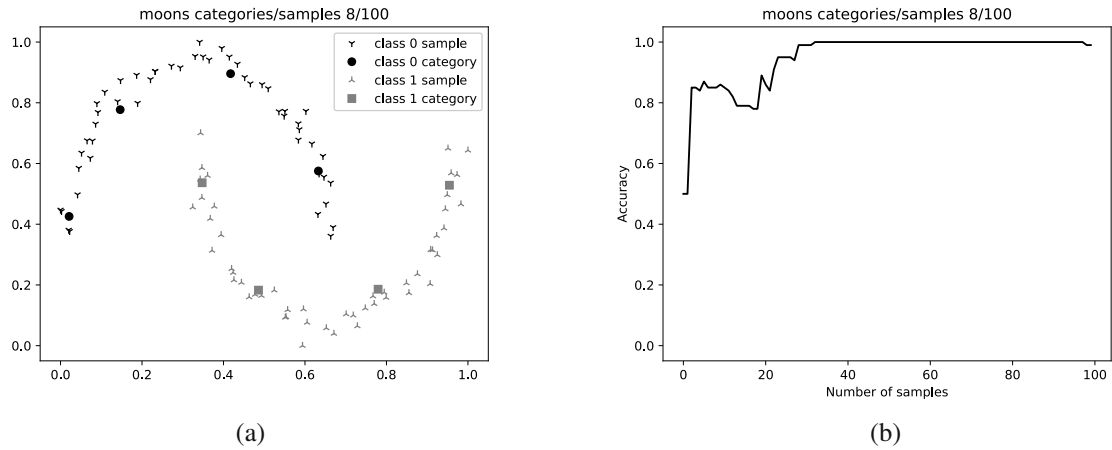 moons categories/samples 8/100
1.0
0.8
0.6
0.4
0.2
0.0
0.0 0.2 0.4 0.6 0.8 1.0
class 0 sample
class 0 category
class 1 sample
class 1 category
(a)
moons categories/samples 8/100
Accuracy
1.0
0.8
0.6
0.4
0.2
0.0
0 20 40 60 80 100
Number of samples
(b)